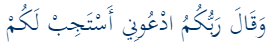 وَقَالَ رَبُّكُمُ ادْعُونِي أَسْتَجِبْ لَكُمْ